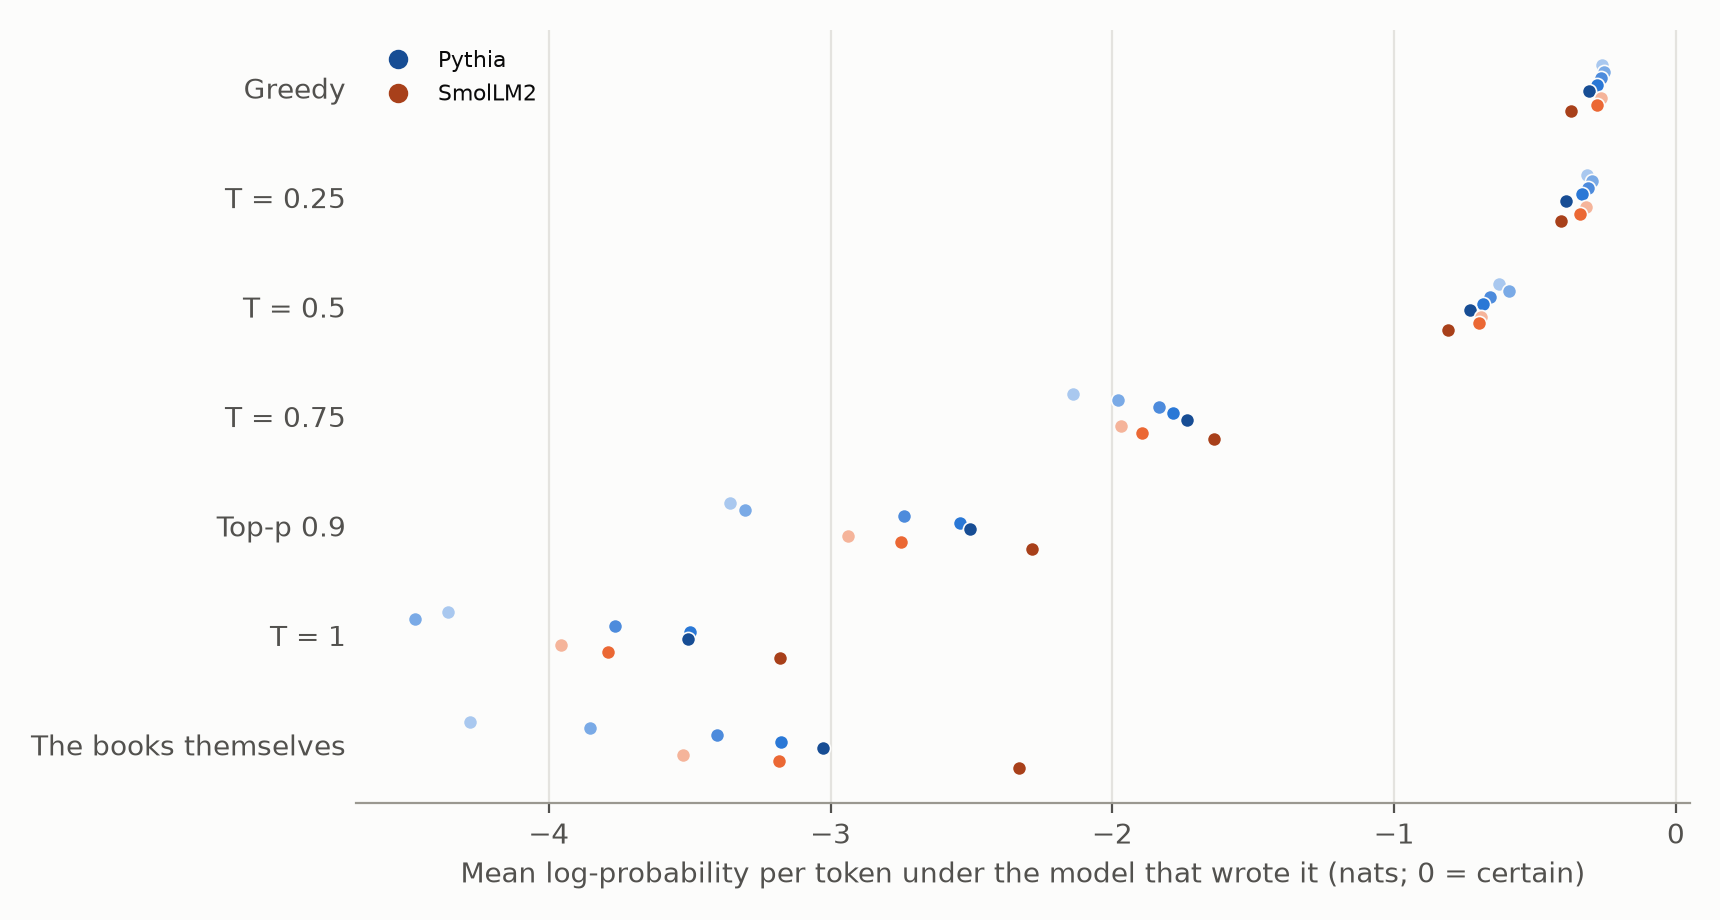 Pythia
SmolLM2
Greedy
T = 0.25
T = 0.5
T = 0.75
Top-p 0.9
T = 1
The books themselves
−4 −3 −2 −1 0
Mean log-probability per token under the model that wrote it (nats; 0 = certain)